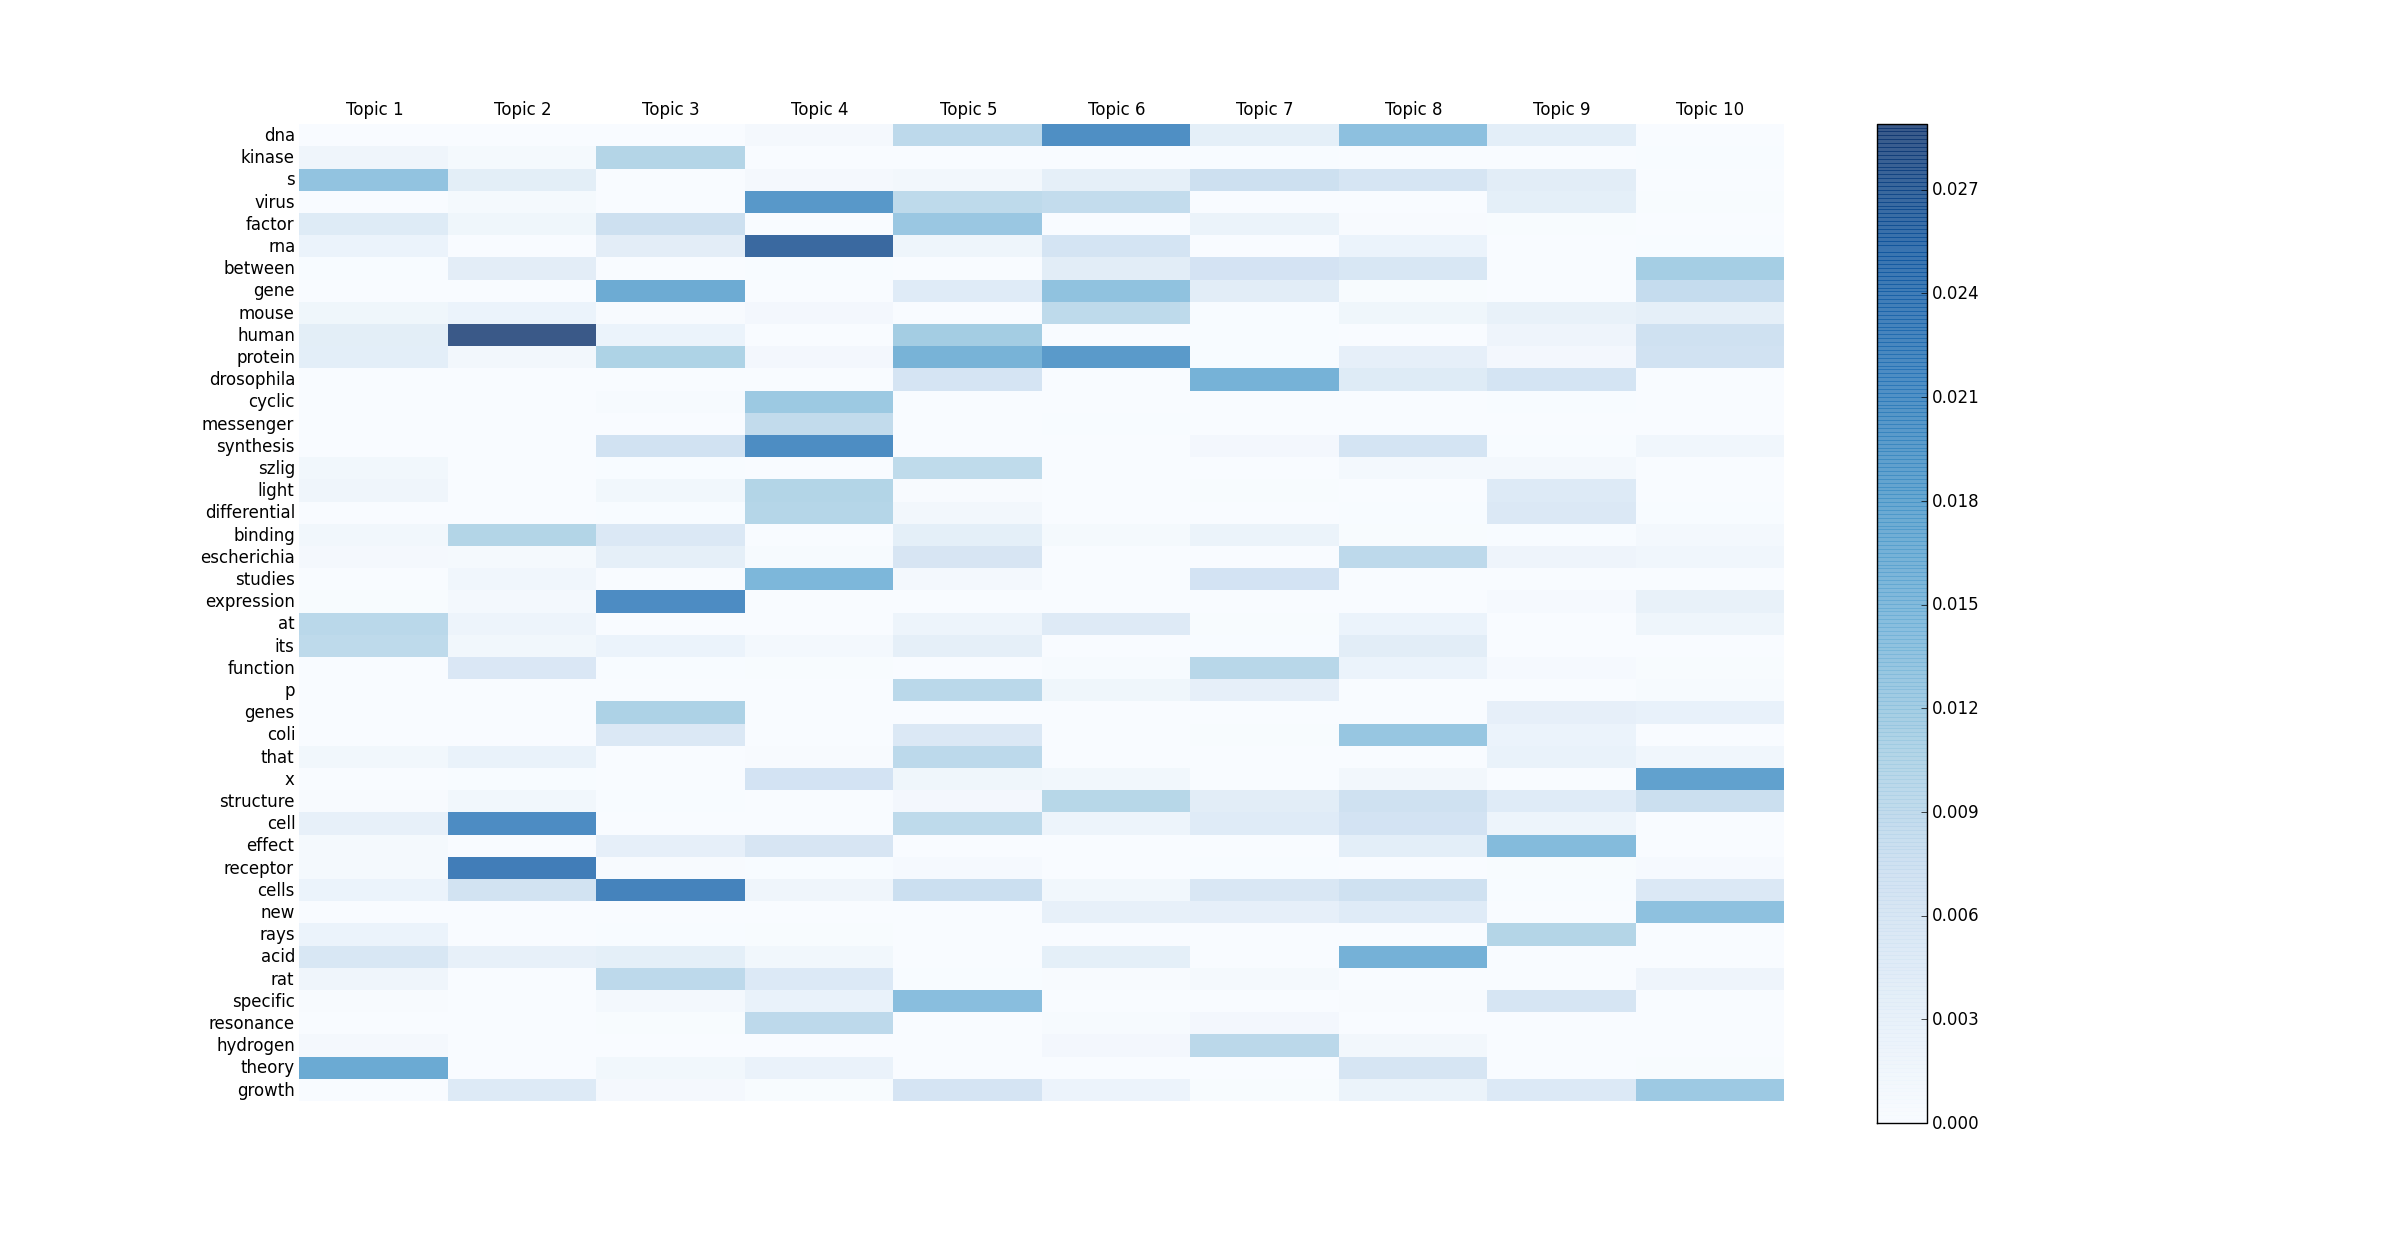 Topic 1 Topic 2 Topic 3 Topic 4 Topic 5 Topic 6 Topic 7 Topic 8 Topic 9 Topic 10
dna
kinase
s
virus
factor
rna
between
gene
mouse
human
protein
drosophila
cyclic
messenger
synthesis
szlig
light
differential
binding
escherichia
studies
expression
at
its
function
p
genes
coli
that
x
structure
cell
effect
receptor
cells
new
rays
acid
rat
specific
resonance
hydrogen
theory
growth
0.027
0.024
0.021
0.018
0.015
0.012
0.009
0.006
0.003
0.000